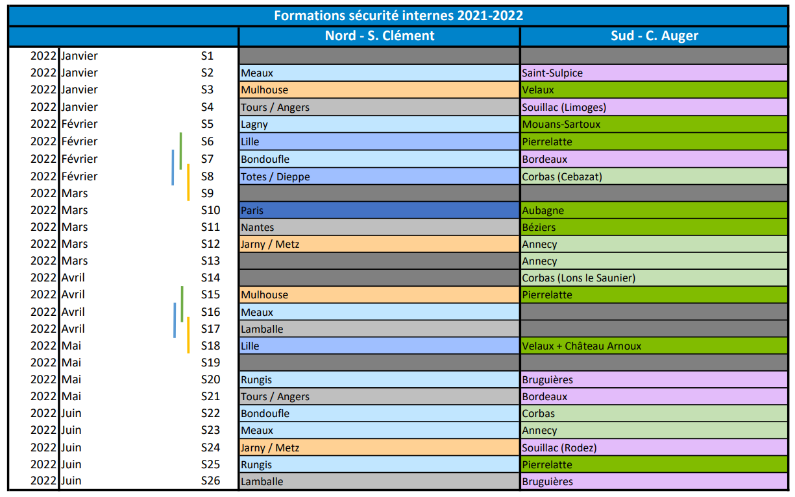 Formations sécurité internes 2021-2022
Nord - S. Clément Sud - C. Auger
2022 Janvier S1
2022 Janvier S2 Meaux Saint-Sulpice
2022 Janvier S3 Mulhouse Velaux
2022 Janvier S4 Tours / Angers Souillac (Limoges)
2022 Février S5 Lagny Mouans-Sartoux
2022 Février S6 Lille Pierrelatte
2022 Février S7 Bondoufle Bordeaux
2022 Février S8 Totes / Dieppe Corbas (Cebazat)
2022 Mars S9
2022 Mars S10 Paris Aubagne
2022 Mars S11 Nantes Béziers
2022 Mars S12 Jarny / Metz Annecy
2022 Mars S13 Annecy
2022 Avril S14 Corbas (Lons le Saunier)
2022 Avril S15 Mulhouse Pierrelatte
2022 Avril S16 Meaux
2022 Avril S17 Lamballe
2022 Mai S18 Lille Velaux + Château Arnoux
2022 Mai S19
2022 Mai S20 Rungis Bruguières
2022 Mai S21 Tours / Angers Bordeaux
2022 Juin S22 Bondoufle Corbas
2022 Juin S23 Meaux Annecy
2022 Juin S24 Jarny / Metz Souillac (Rodez)
2022 Juin S25 Rungis Pierrelatte
2022 Juin S26 Lamballe Bruguières